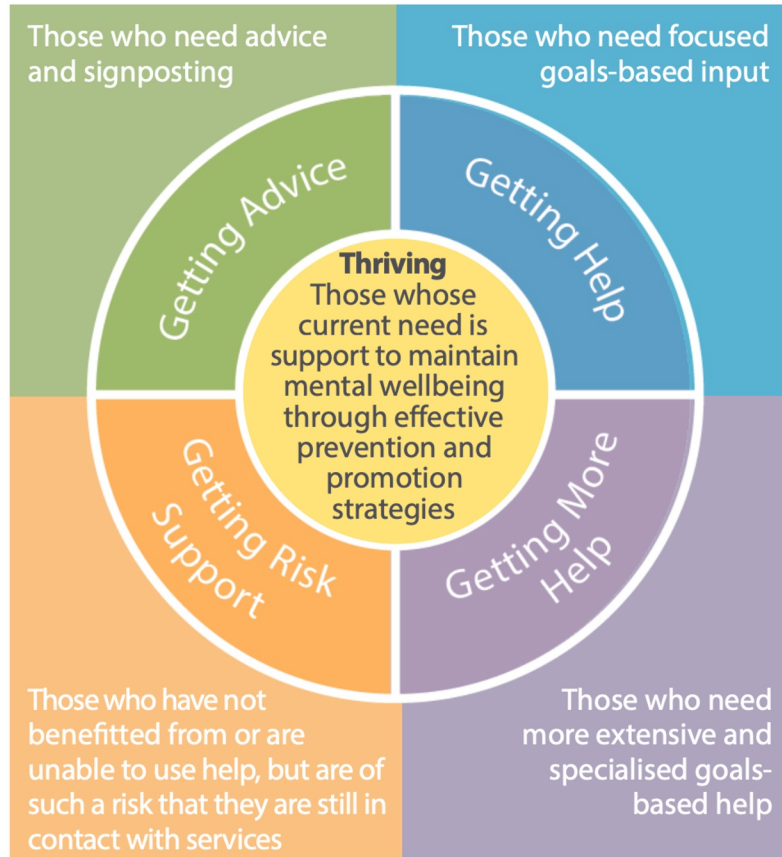 Those who need advice
and signposting
Those who need focused
goals-based input
Getting Advice
Getting Help
Thriving
Those whose
current need is
support to maintain
mental wellbeing
through effective
prevention and
promotion
strategies
Getting Risk
Support
Getting More
Help
Those who have not
benefitted from or are
unable to use help, but are of
such a risk that they are still in
contact with services
Those who need
more extensive and
specialised goals-
based help